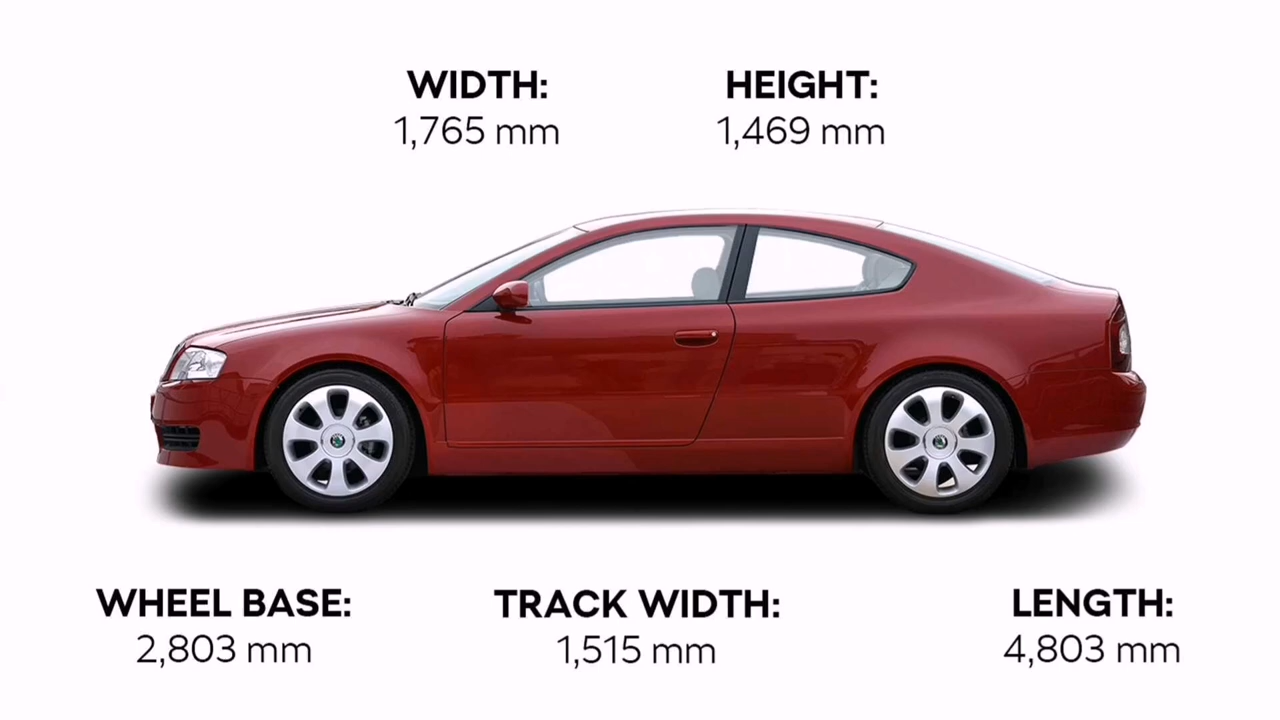 WIDTH:
1,765 mm
HEIGHT:
1,469 mm
WHEEL BASE:
2,803 mm
TRACK WIDTH:
1,515 mm
LENGTH:
4,803 mm